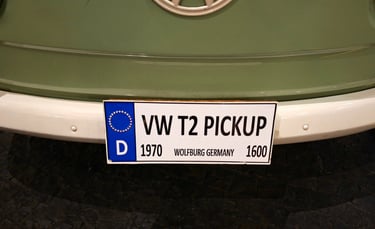 VW T2 PICKUP
D 1970 WOLFBURG GERMANY 1600